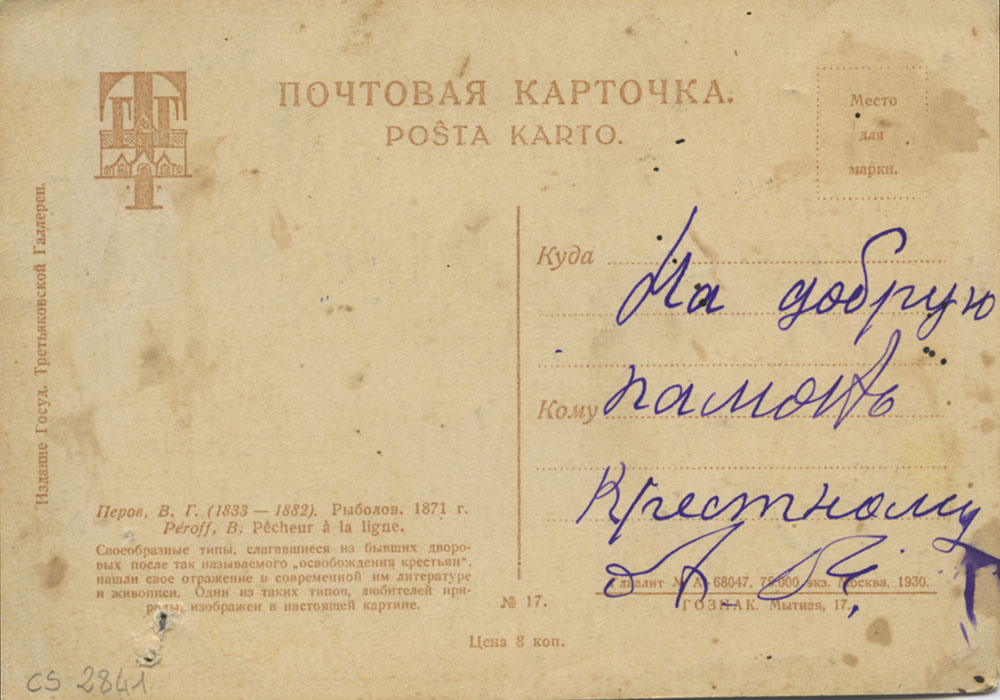 ПОЧТОВАЯ КАРТОЧКА.
POŜTA KARTO.
Место
для
марки.
Издание Госуд. Третьяковской Галлереи.
Куда
На добрую
Кому
память
Крестному
Перов, В. Г. (1833 — 1882). Рыболов. 1871 г.
Péroff, B. Pêcheur à la ligne.
Своеобразные типы, слагавшиеся из бывших дворо-
вых после так называемого „освобождения крестьян“,
нашли свое отражение в современной им литературе
и живописи. Один из таких типов, любителей при-
роды, изображен в настоящей картине.
№ 17.
Главлит № А-68047. 75.000 экз. Москва, 1930.
ГОЗНАК. Мытная, 17.
Цена 8 коп.
CS 2841